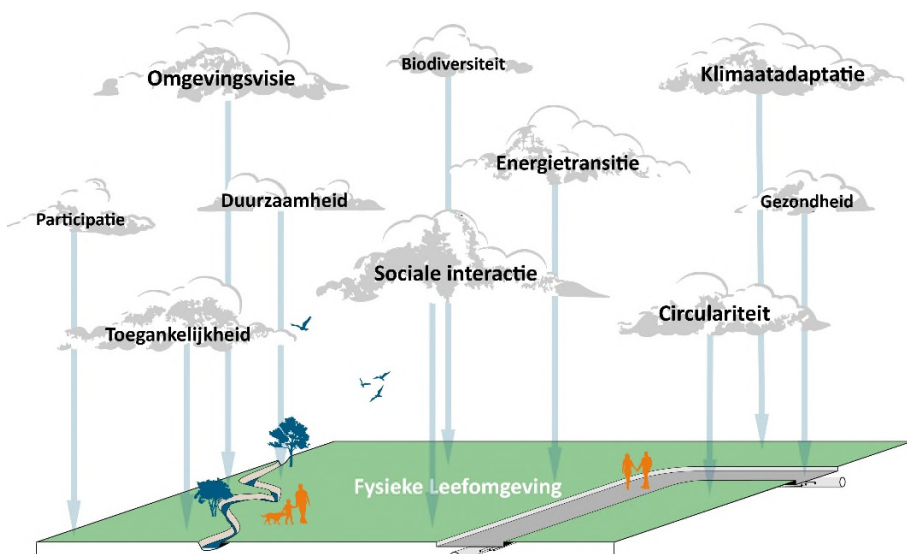 Omgevingsvisie
Biodiversiteit
Klimaatadaptatie
Energietransitie
Participatie
Duurzaamheid
Gezondheid
Sociale interactie
Toegankelijkheid
Circulariteit
Fysieke Leefomgeving